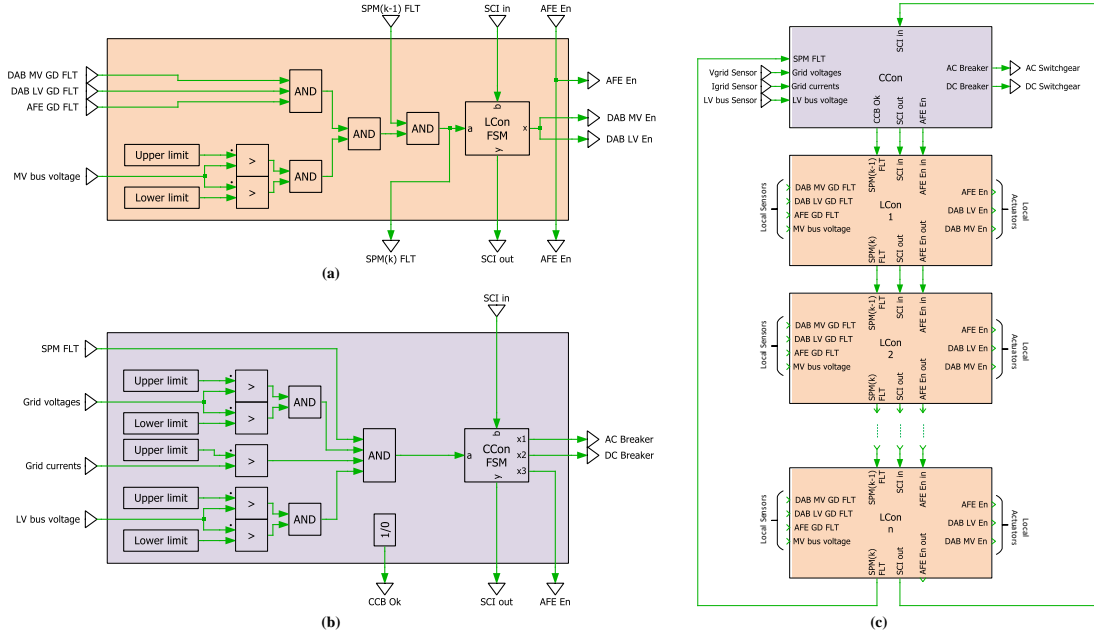 SPM(k-1) FLT
SCI in
AFE En
DAB MV GD FLT
DAB LV GD FLT
AFE GD FLT
AND
AND
AND
b
a
LCon
FSM
x
y
AFE En
DAB MV En
DAB LV En
Upper limit
>
AND
MV bus voltage
Lower limit
>
SPM(k) FLT
SCI out
AFE En
(a)
SCI in
SPM FLT
Upper limit
>
AND
Grid voltages
Lower limit
>
Upper limit
>
Grid currents
AND
b
a
CCon
FSM
x1
x2
x3
y
AC Breaker
DC Breaker
Upper limit
>
AND
LV bus voltage
Lower limit
>
1/0
CCB Ok
SCI out
AFE En
(b)
SCI in
SPM FLT
Vgrid Sensor
Grid voltages
Igrid Sensor
Grid currents
LV bus Sensor
LV bus voltage
CCon
AC Breaker
AC Switchgear
DC Breaker
DC Switchgear
CCB Ok
SCI out
AFE En
SPM(k-1)
FLT
SCI in
AFE En in
Local Sensors
DAB MV GD FLT
DAB LV GD FLT
AFE GD FLT
MV bus voltage
LCon
1
AFE En
DAB LV En
DAB MV En
Local
Actuators
SPM(k)
FLT
SCI out
AFE En out
SPM(k-1)
FLT
SCI in
AFE En in
Local Sensors
DAB MV GD FLT
DAB LV GD FLT
AFE GD FLT
MV bus voltage
LCon
2
AFE En
DAB LV En
DAB MV En
Local
Actuators
SPM(k)
FLT
SCI out
AFE En out
SPM(k-1)
FLT
SCI in
AFE En in
Local Sensors
DAB MV GD FLT
DAB LV GD FLT
AFE GD FLT
MV bus voltage
LCon
n
AFE En
DAB LV En
DAB MV En
Local
Actuators
SPM(k)
FLT
SCI out
AFE En out
(c)